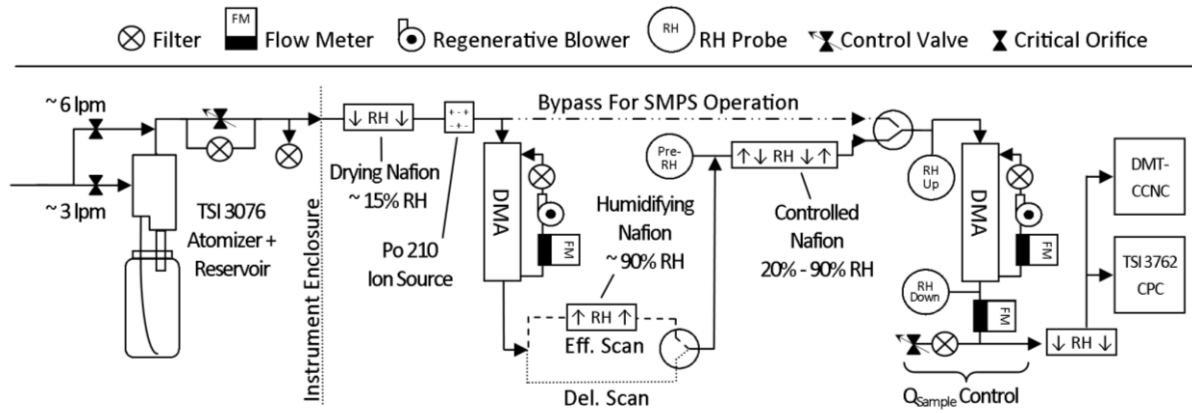 FM
RH
Filter
Flow Meter
Regenerative Blower
RH Probe
Control Valve
Critical Orifice
~ 6 lpm
~ 3 lpm
TSI 3076
Atomizer +
Reservoir
Instrument Enclosure
↓ RH ↓
Drying Nafion
~ 15% RH
+ - +
- + -
Po 210
Ion Source
Bypass For SMPS Operation
DMA
FM
Humidifying
Nafion
~ 90% RH
↑ RH ↑
Eff. Scan
Del. Scan
Pre-
RH
↑ ↓ RH ↓ ↑
Controlled
Nafion
20% - 90% RH
RH
Up
DMA
FM
RH
Down
QSample Control
↓ RH ↓
DMT-
CCNC
TSI 3762
CPC